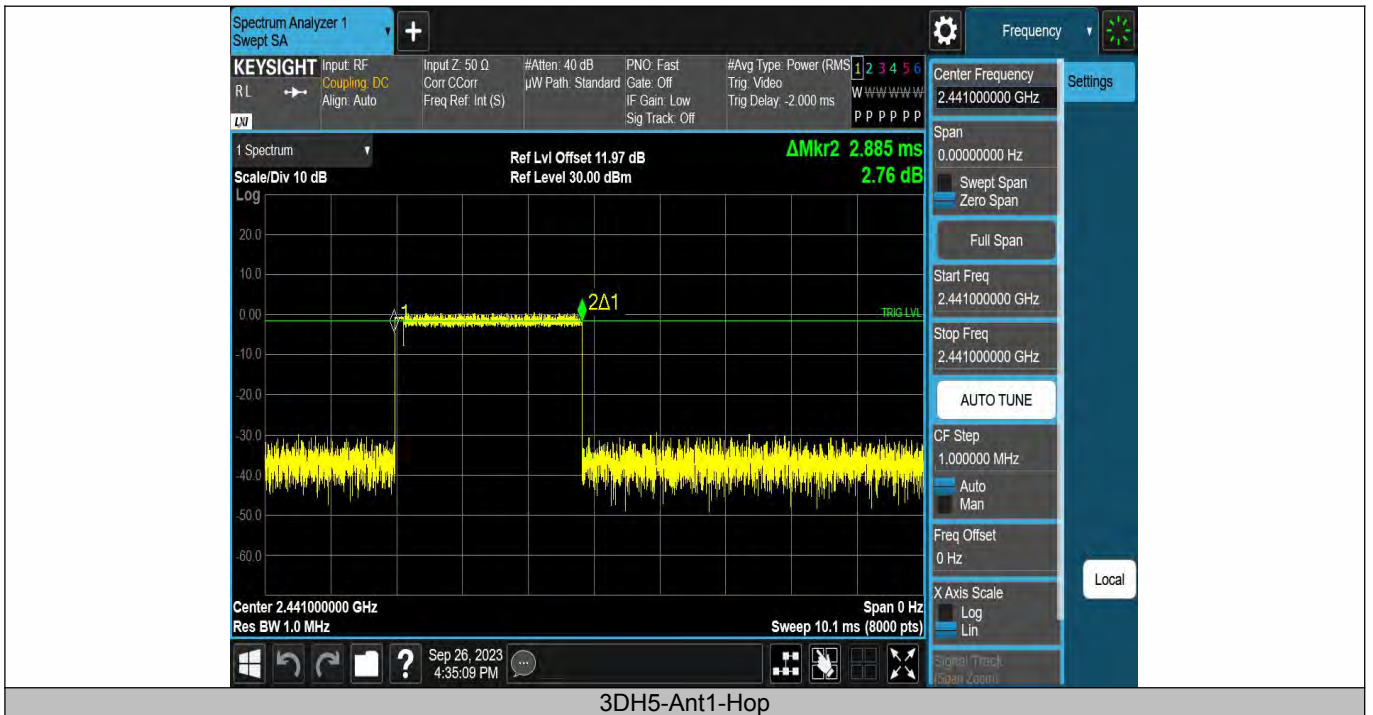 Spectrum Analyzer 1
Swept SA
Frequency
KEYSIGHT
RL
LXI
Input: RF
Coupling: DC
Align: Auto
Input Z: 50 Ω
Corr CCorr
Freq Ref: Int (S)
#Atten: 40 dB
µW Path: Standard
PNO: Fast
Gate: Off
IF Gain: Low
Sig Track: Off
#Avg Type: Power (RMS
Trig: Video
Trig Delay: -2.000 ms
1 2 3 4 5 6
W W W W W W
P P P P P P
Center Frequency
2.441000000 GHz
Settings
1 Spectrum
Scale/Div 10 dB
Ref Lvl Offset 11.97 dB
Ref Level 30.00 dBm
ΔMkr2 2.885 ms
2.76 dB
Log
20.0
10.0
0.00
-10.0
-20.0
-30.0
-40.0
-50.0
-60.0
1
2Δ1
TRIG LVL
Span
0.00000000 Hz
Swept Span
Zero Span
Full Span
Start Freq
2.441000000 GHz
Stop Freq
2.441000000 GHz
AUTO TUNE
CF Step
1.000000 MHz
Auto
Man
Freq Offset
0 Hz
X Axis Scale
Log
Lin
Signal Track
(Span Zoom)
Local
Center 2.441000000 GHz
Res BW 1.0 MHz
Span 0 Hz
Sweep 10.1 ms (8000 pts)
Sep 26, 2023
4:35:09 PM
3DH5-Ant1-Hop